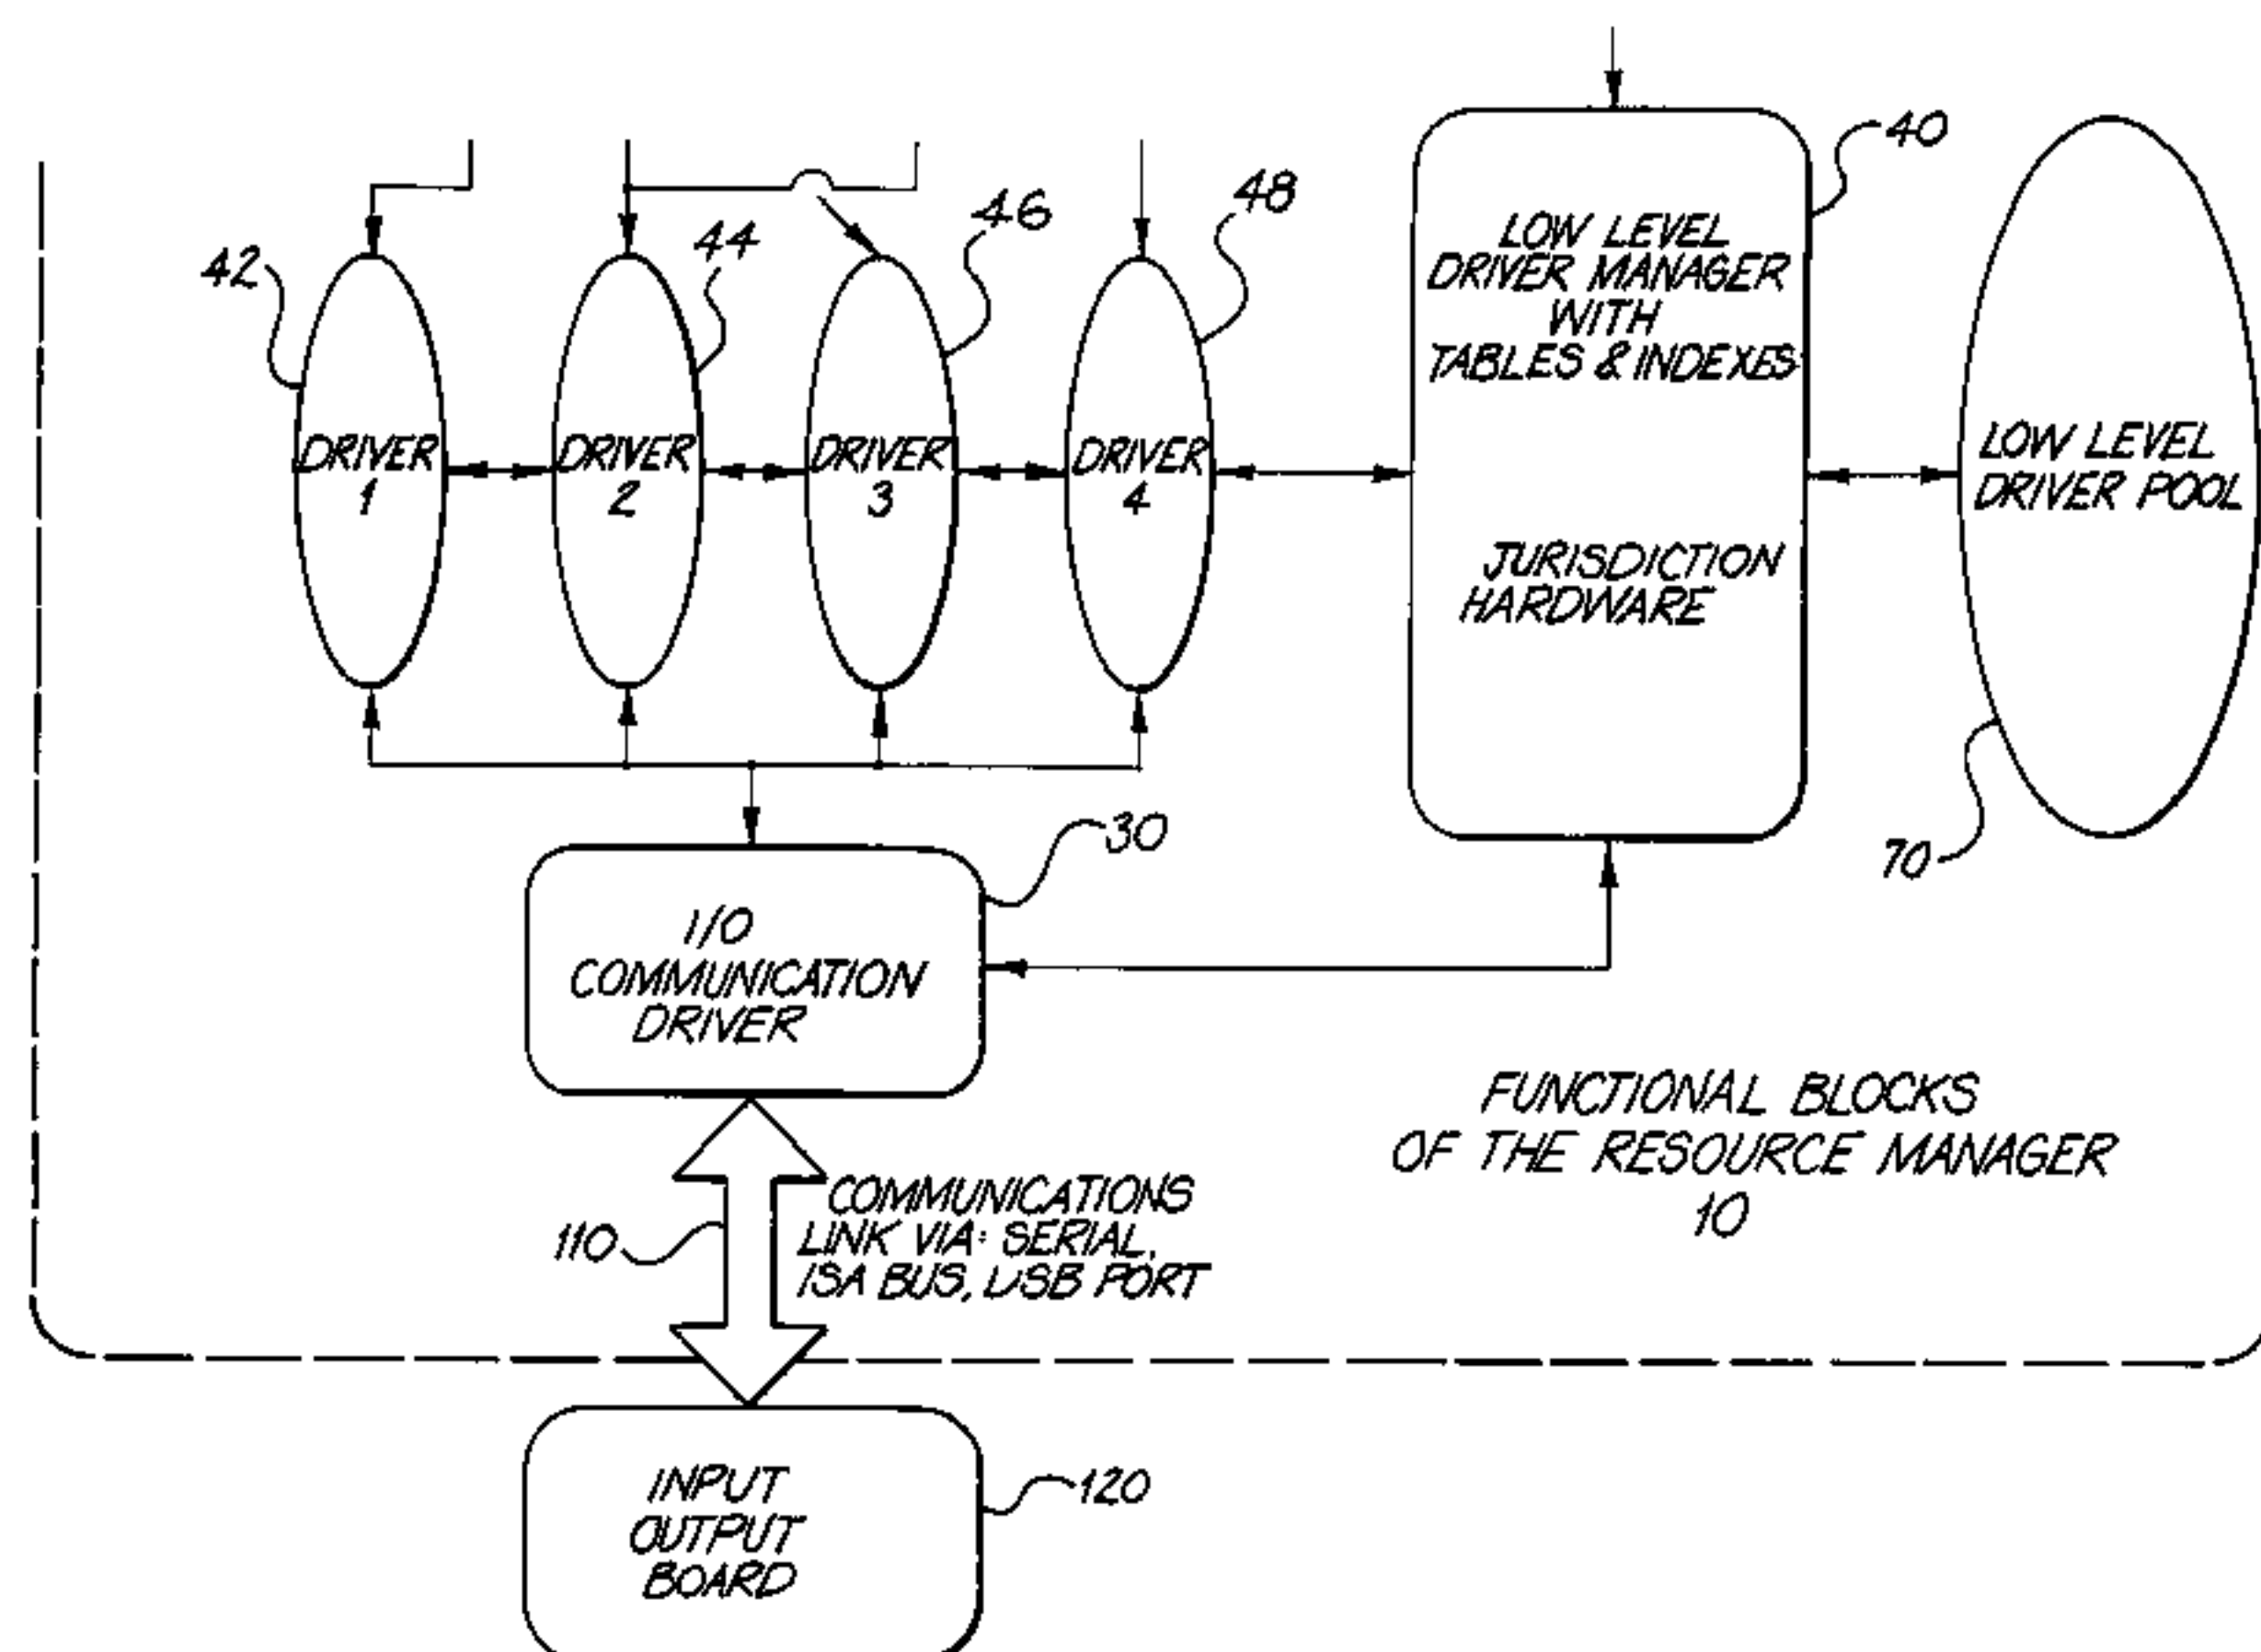 40
42
44
46
48
LOW LEVEL
DRIVER MANAGER
WITH
TABLES & INDEXES
JURISDICTION
HARDWARE
DRIVER
1
DRIVER
2
DRIVER
3
DRIVER
4
LOW LEVEL
DRIVER POOL
70
30
I/O
COMMUNICATION
DRIVER
FUNCTIONAL BLOCKS
OF THE RESOURCE MANAGER
10
110
COMMUNICATIONS
LINK VIA: SERIAL,
ISA BUS, USB PORT
INPUT
OUTPUT
BOARD
120